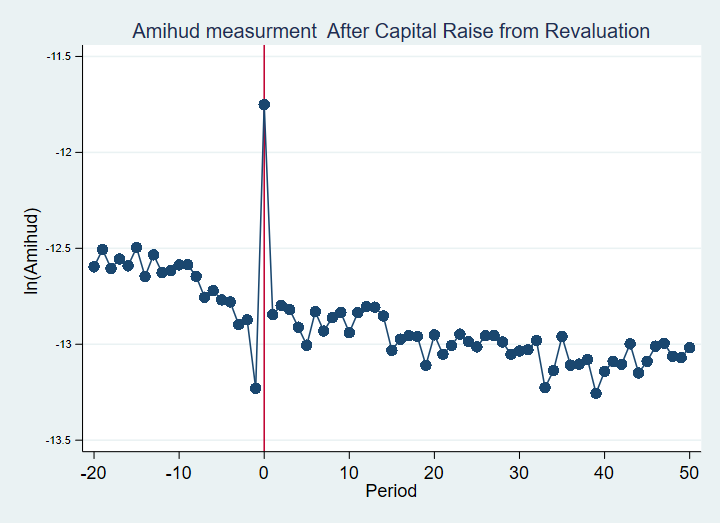 Amihud measurment  After Capital Raise from Revaluation
-11.5
-12
-12.5
-13
-13.5
ln(Amihud)
-20 -10 0 10 20 30 40 50
Period